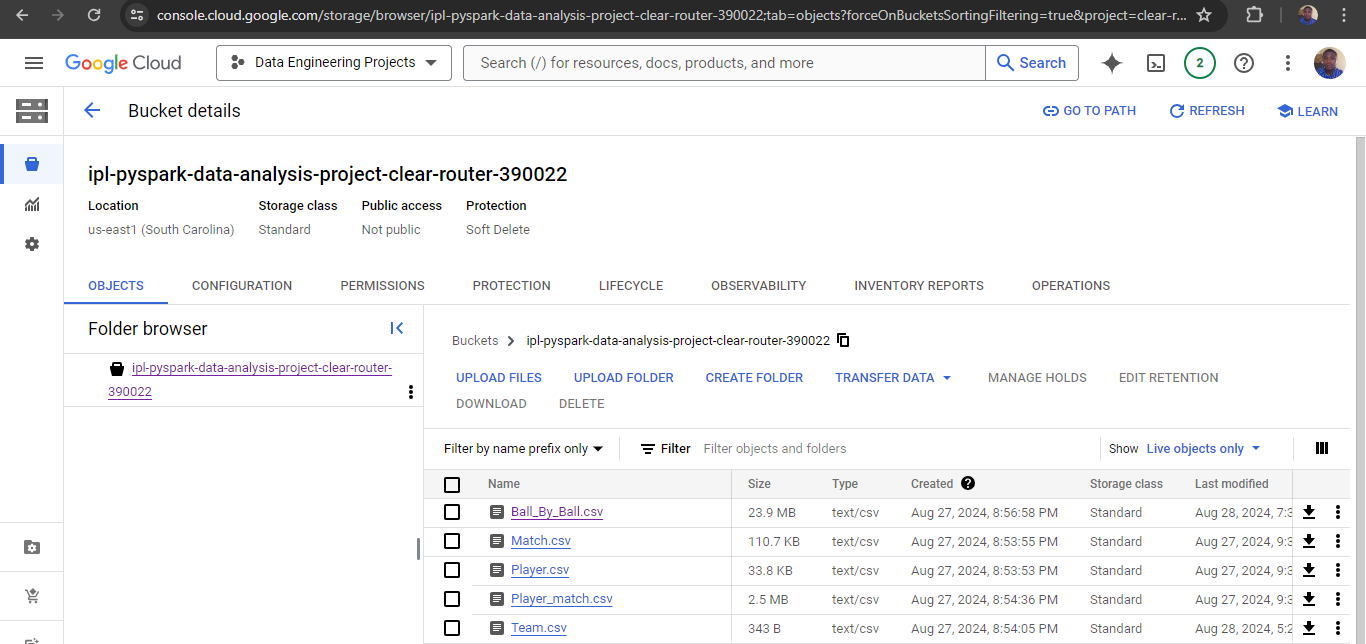 console.cloud.google.com/storage/browser/ipl-pyspark-data-analysis-project-clear-router-390022;tab=objects?forceOnBucketsSortingFiltering=true&project=clear-r...
Google Cloud Data Engineering Projects Search (/) for resources, docs, products, and more Search 2
Bucket details GO TO PATH REFRESH LEARN
ipl-pyspark-data-analysis-project-clear-router-390022
Location Storage class Public access Protection
us-east1 (South Carolina) Standard Not public Soft Delete
OBJECTS CONFIGURATION PERMISSIONS PROTECTION LIFECYCLE OBSERVABILITY INVENTORY REPORTS OPERATIONS
Folder browser
ipl-pyspark-data-analysis-project-clear-router-
390022
Buckets ipl-pyspark-data-analysis-project-clear-router-390022
UPLOAD FILES UPLOAD FOLDER CREATE FOLDER TRANSFER DATA MANAGE HOLDS EDIT RETENTION
DOWNLOAD DELETE
Filter by name prefix only Filter Filter objects and folders Show Live objects only
Name Size Type Created Storage class Last modified
Ball_By_Ball.csv 23.9 MB text/csv Aug 27, 2024, 8:56:58 PM Standard Aug 28, 2024, 7:3
Match.csv 110.7 KB text/csv Aug 27, 2024, 8:53:55 PM Standard Aug 27, 2024, 9:3
Player.csv 33.8 KB text/csv Aug 27, 2024, 8:53:53 PM Standard Aug 27, 2024, 9:3
Player_match.csv 2.5 MB text/csv Aug 27, 2024, 8:54:36 PM Standard Aug 27, 2024, 9:3
Team.csv 343 B text/csv Aug 27, 2024, 8:54:05 PM Standard Aug 28, 2024, 5:2